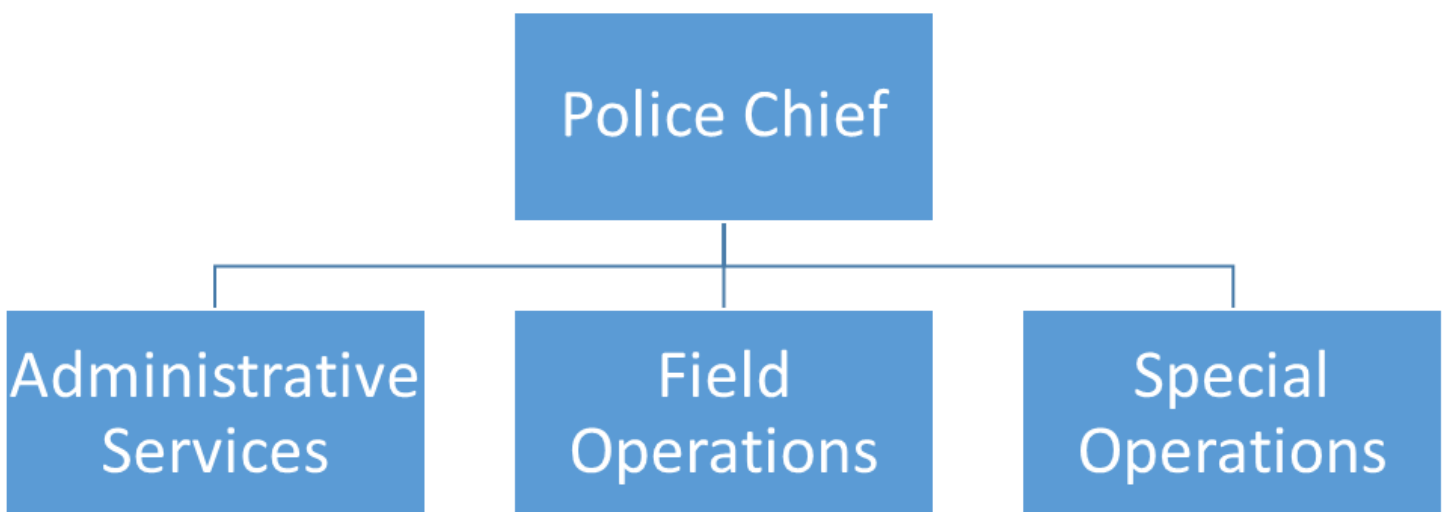 Police Chief
Administrative
Services
Field
Operations
Special
Operations